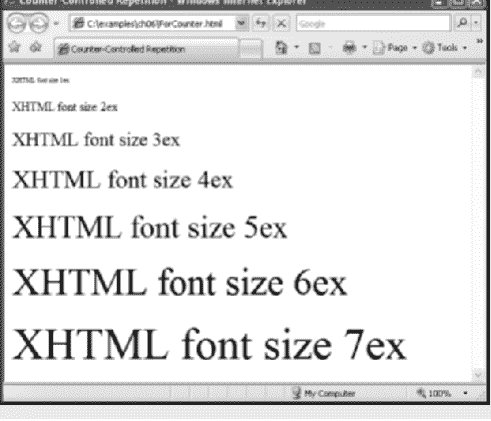 Counter-Controlled Repetition - Windows Internet Explorer
C:\examples\ch06\ForCounter.html
Google
Counter-Controlled Repetition
Page
Tools
XHTML font size 1ex
XHTML font size 2ex
XHTML font size 3ex
XHTML font size 4ex
XHTML font size 5ex
XHTML font size 6ex
XHTML font size 7ex
My Computer
100%